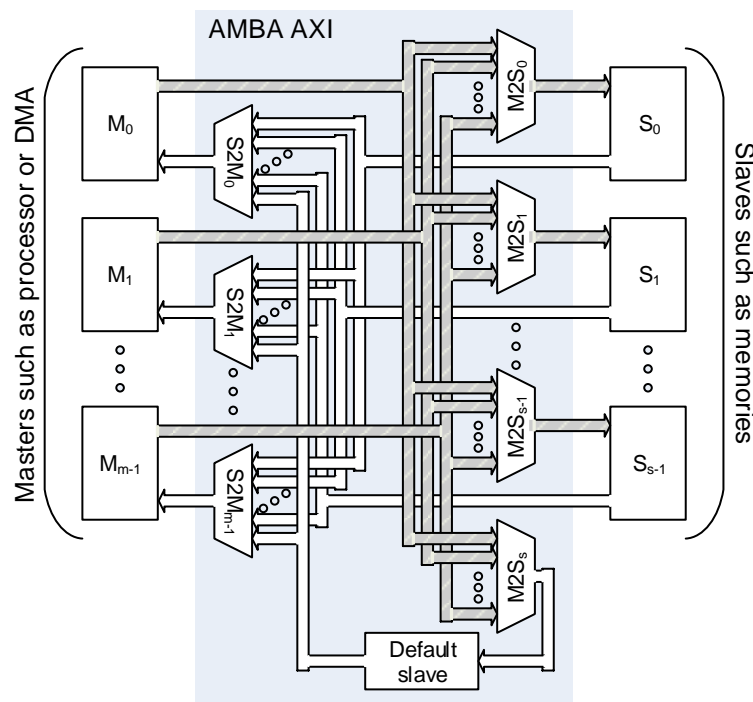 AMBA AXI
Masters such as processor or DMA
M0
M1
Mm-1
S2M0
S2M1
S2Mm-1
M2S0
M2S1
M2Ss-1
M2Ss
Default
slave
S0
S1
Ss-1
Slaves such as memories